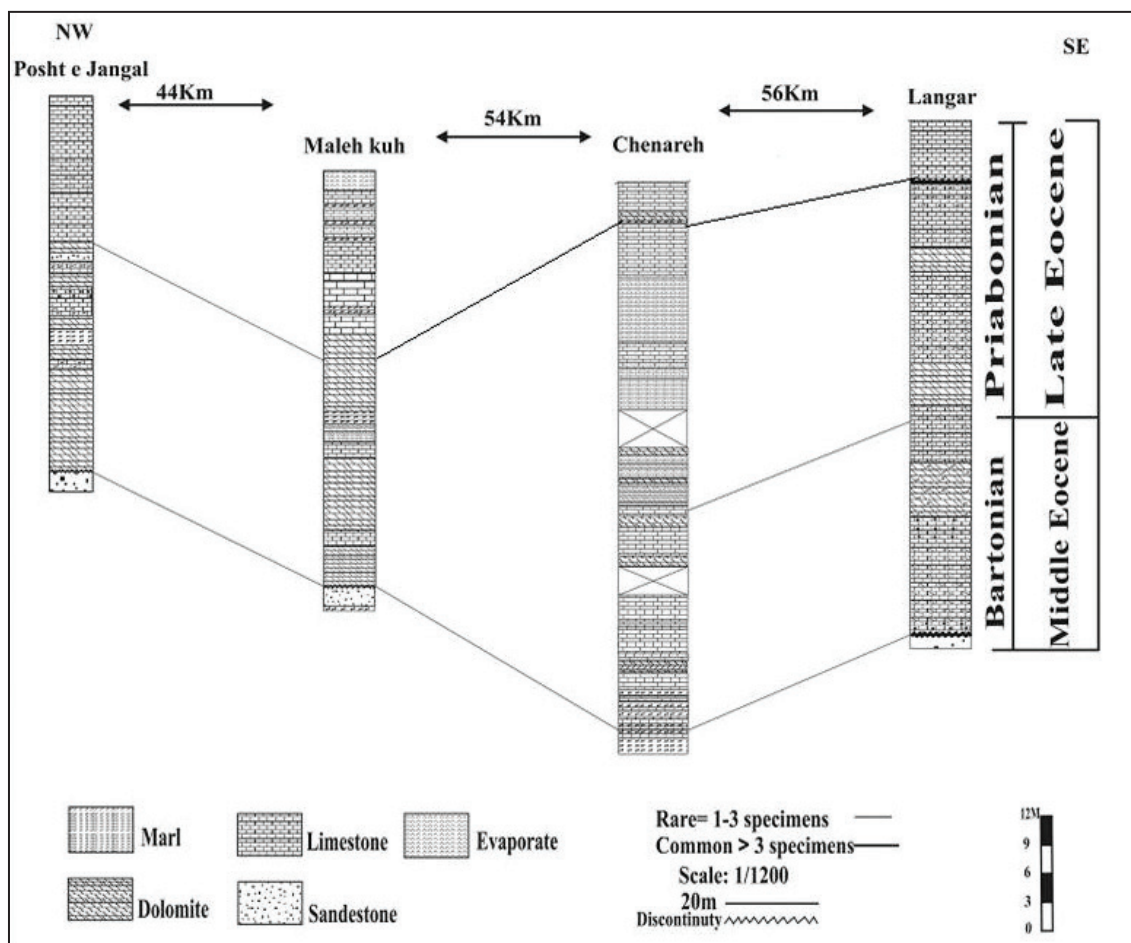 NW
SE
Posht e Jangal
44Km
Maleh kuh
54Km
Chenareh
56Km
Langar
Priabonian
Late Eocene
Bartonian
Middle Eocene
Marl
Limestone
Evaporate
Dolomite
Sandestone
Rare= 1-3 specimens
Common > 3 specimens
Scale: 1/1200
20m
Discontinuty
12M
9
6
3
0